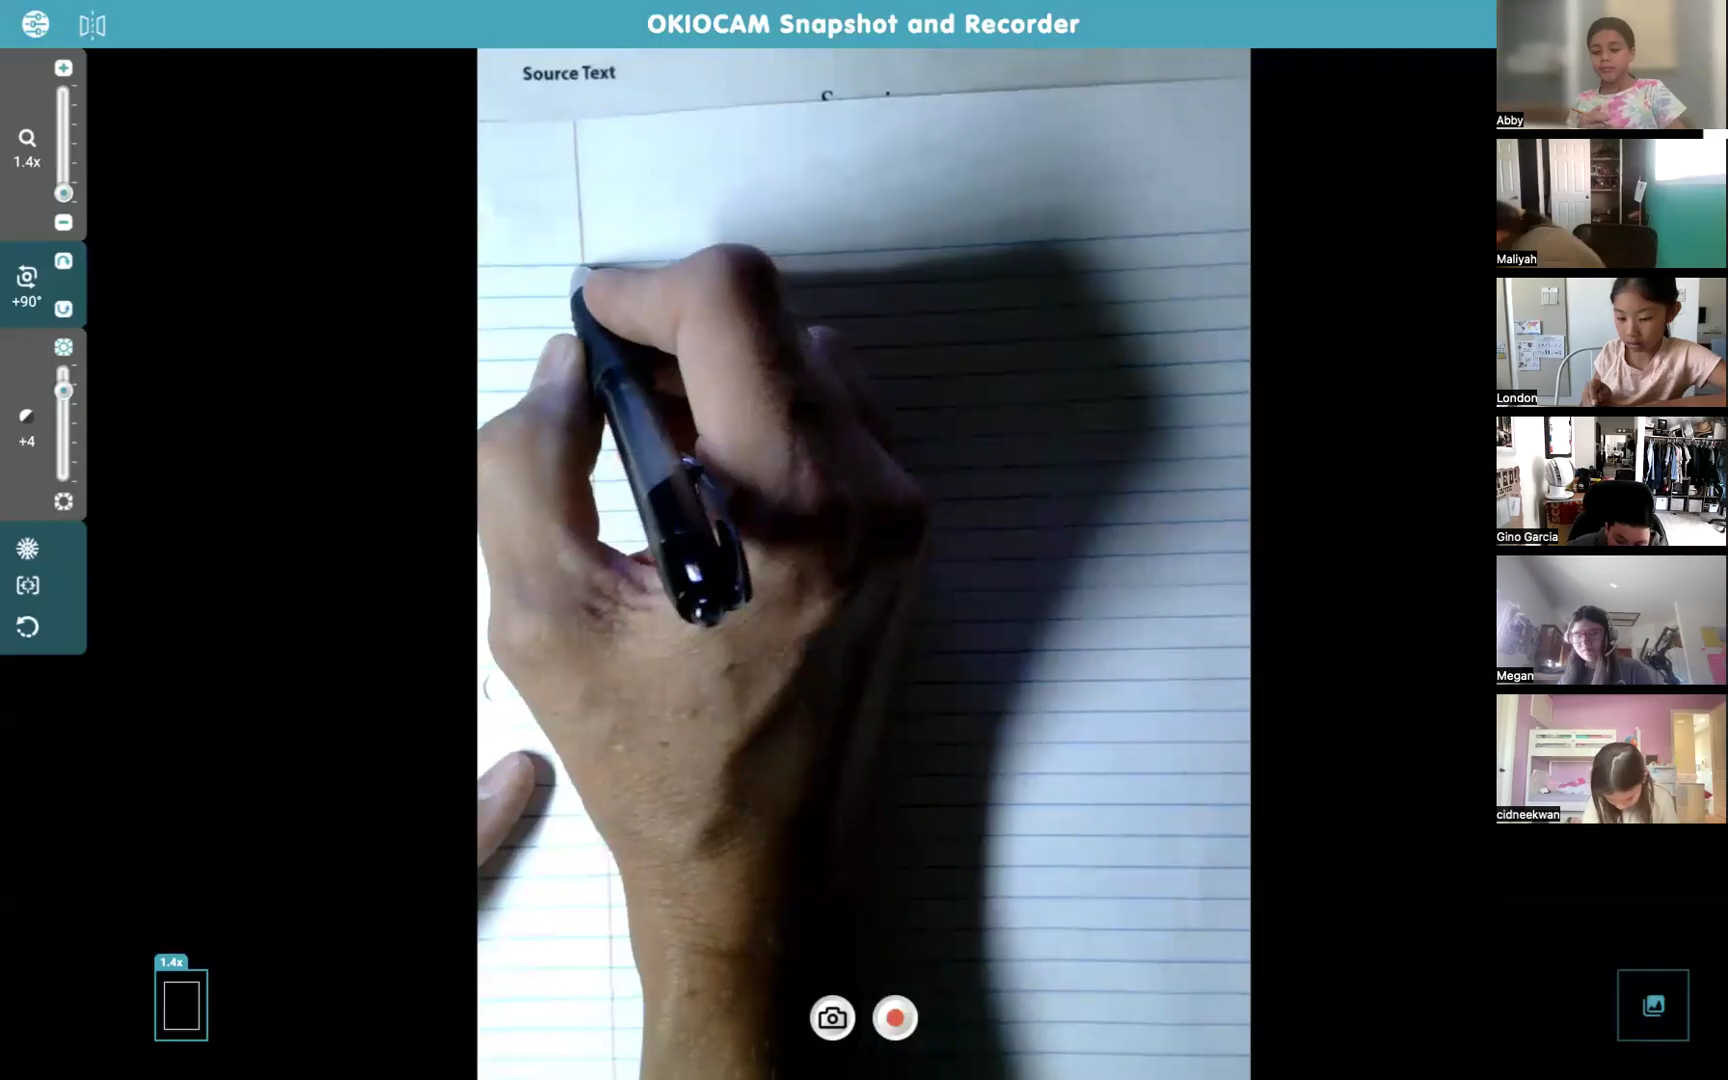 OKIOCAM Snapshot and Recorder
1.4x
+90°
+4
Source Text
1.4x
Abby
Maliyah
London
Gino Garcia
Megan
cidneekwan